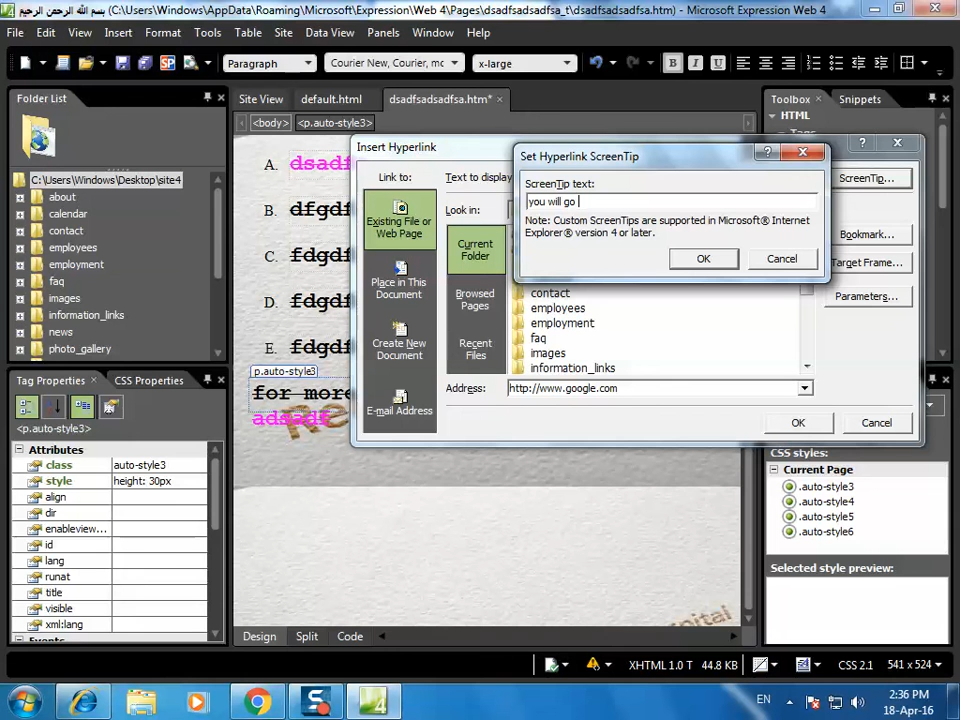 بسم الله الرحمن الرحيم (C:\Users\Windows\AppData\Roaming\Microsoft\Expression\Web 4\Pages\dsadfsadsadfsa_t\dsadfsadsadfsa.htm) - Microsoft Expression Web 4
File Edit View Insert Format Tools Table Site Data View Panels Window Help
Paragraph Courier New, Courier, mc x-large
Folder List
Site View default.html dsadfsadsadfsa.htm*
Toolbox Snippets
<body> <p.auto-style3>
HTML
Tags
C:\Users\Windows\Desktop\site4
about
calendar
contact
employees
employment
faq
images
information_links
news
photo_gallery
A. dsadf
B. dfgdf
C. fdgdf
D. fdgdf
E. fdgdf
p.auto-style3
for more
adsadf
Insert Hyperlink
Link to:
Text to display
Look in:
Existing File or Web Page
Place in This Document
Create New Document
E-mail Address
Current Folder
Browsed Pages
Recent Files
contact
employees
employment
faq
images
information_links
Address: http://www.google.com
OK Cancel
ScreenTip...
Bookmark...
Target Frame...
Parameters...
Set Hyperlink ScreenTip
ScreenTip text:
you will go
Note: Custom ScreenTips are supported in Microsoft® Internet
Explorer® version 4 or later.
OK Cancel
Tag Properties CSS Properties
<p.auto-style3>
Attributes
class auto-style3
style height: 30px
align
dir
enableview...
id
lang
runat
title
visible
xml:lang
Events
CSS styles:
Current Page
.auto-style3
.auto-style4
.auto-style5
.auto-style6
Selected style preview:
Design Split Code
XHTML 1.0 T 44.8 KB CSS 2.1 541 x 524
EN
2:36 PM
18-Apr-16